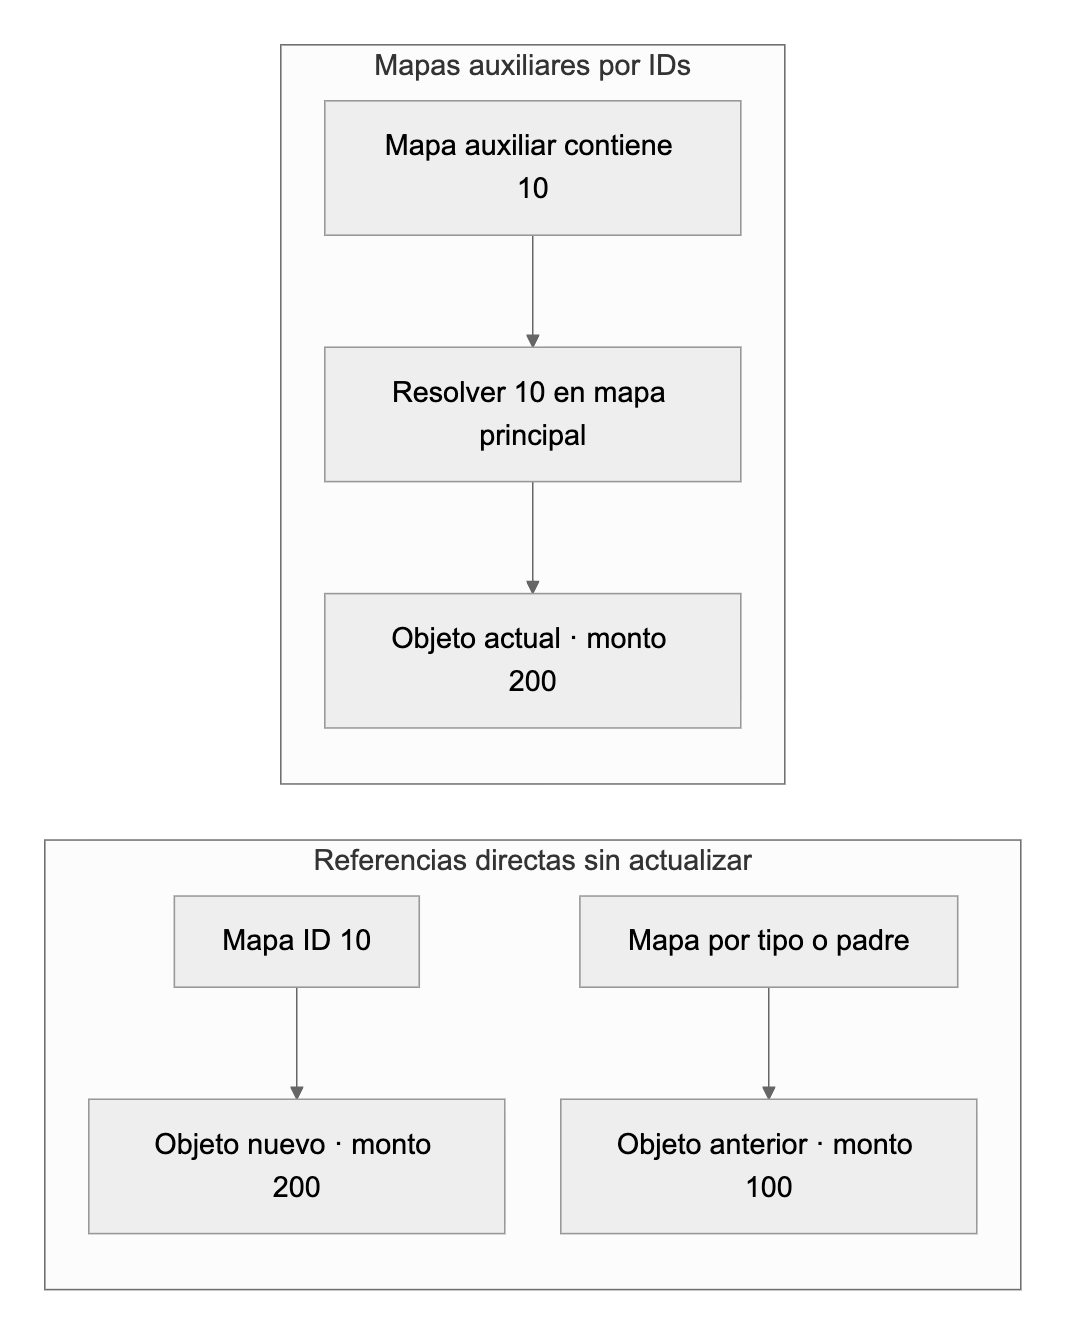 Mapas auxiliares por IDs
Mapa auxiliar contiene
10
Resolver 10 en mapa
principal
Objeto actual · monto
200
Referencias directas sin actualizar
Mapa ID 10
Mapa por tipo o padre
Objeto nuevo · monto
200
Objeto anterior · monto
100